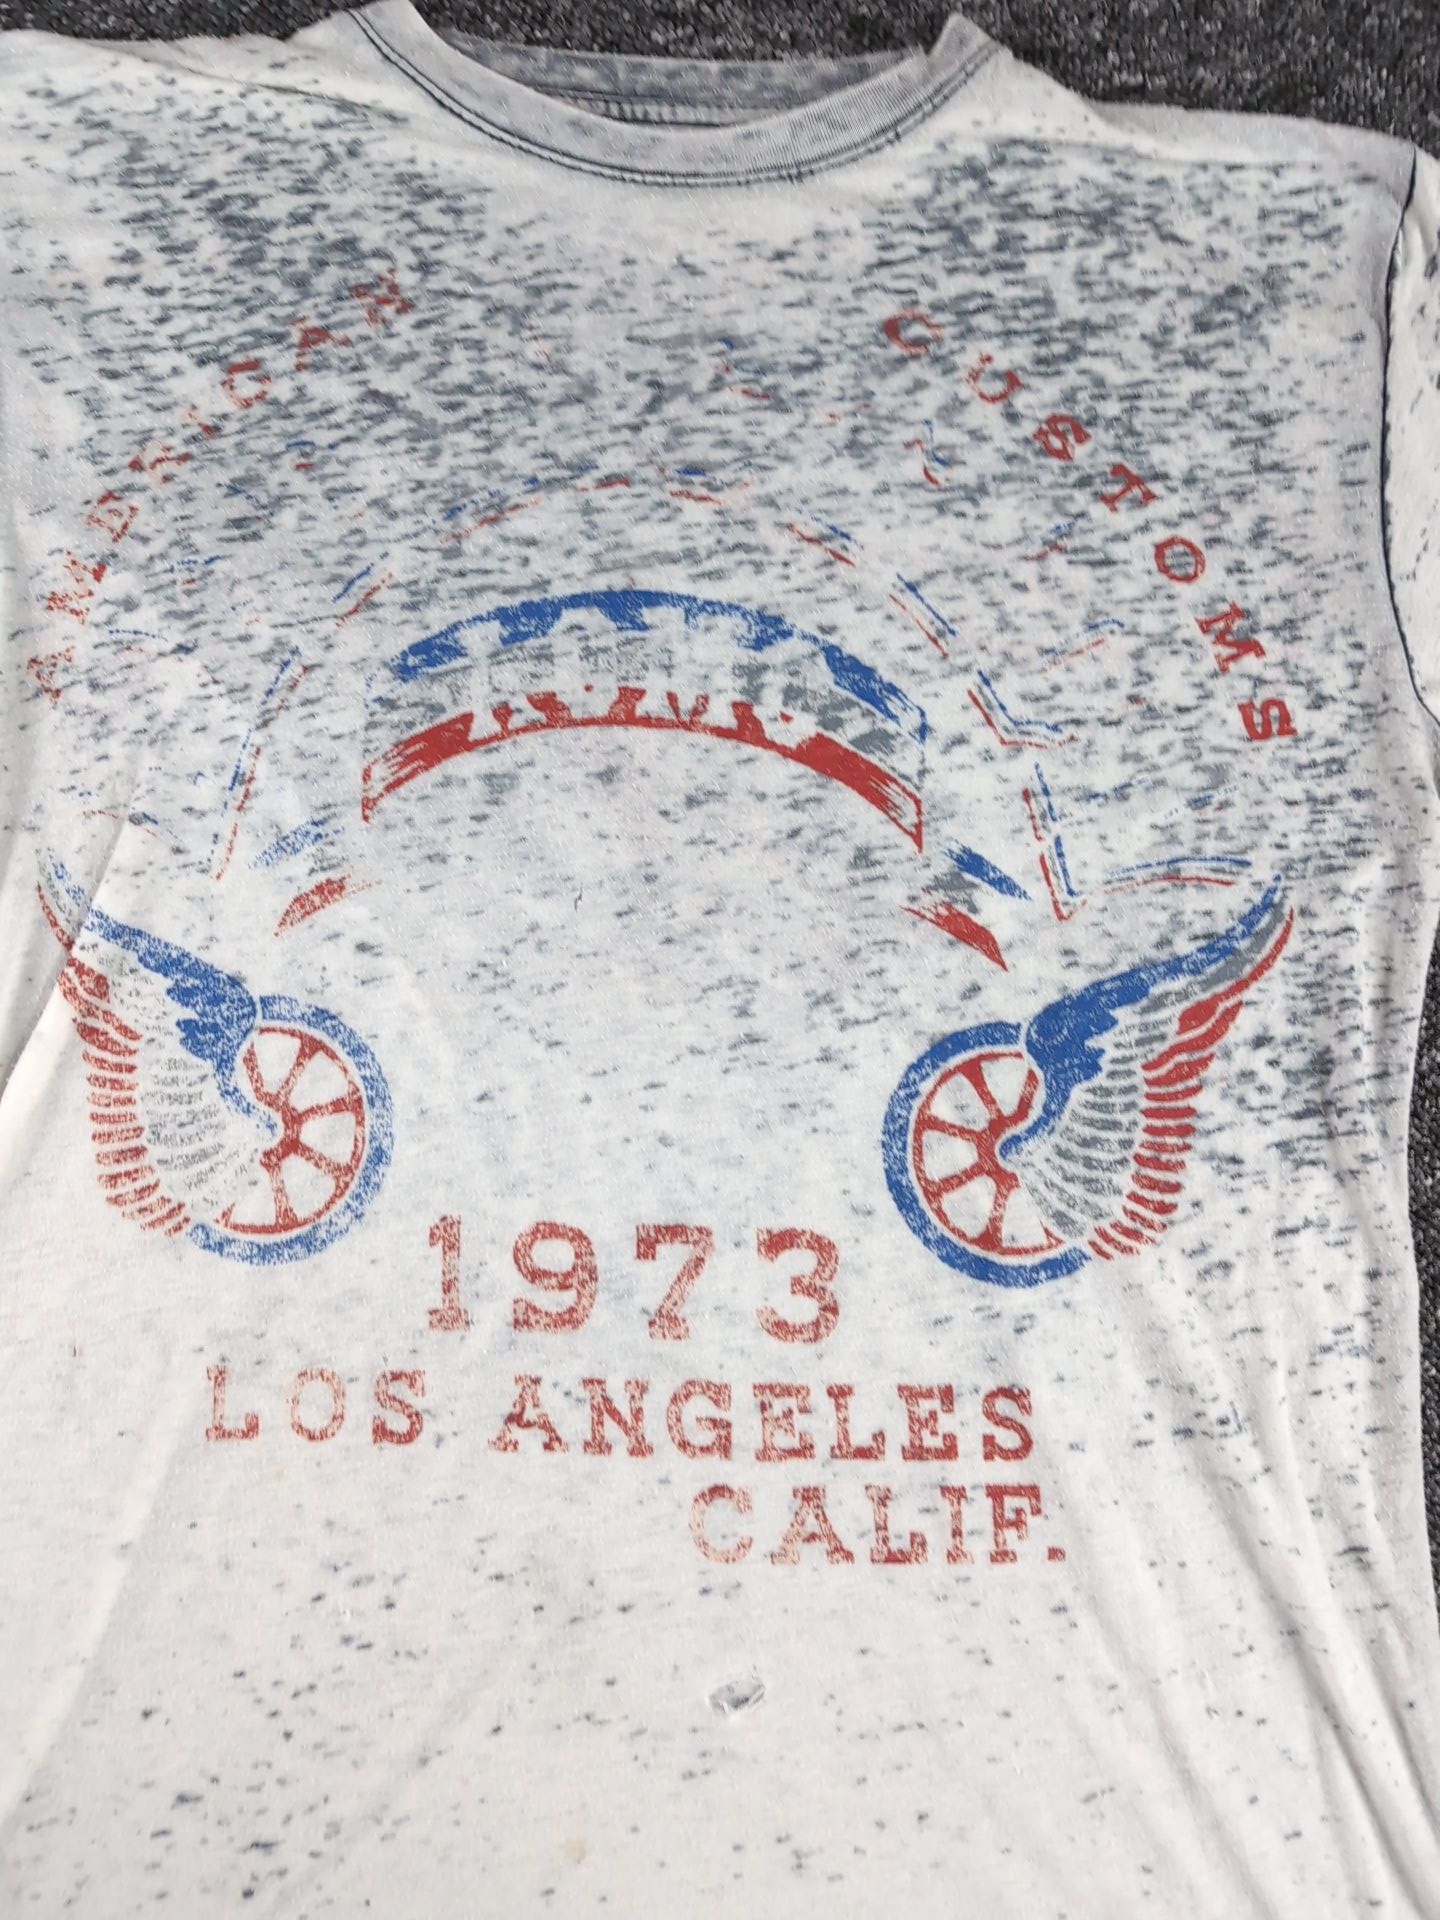 AMERICAN CUSTOMS
1973
LOS ANGELES
CALIF.